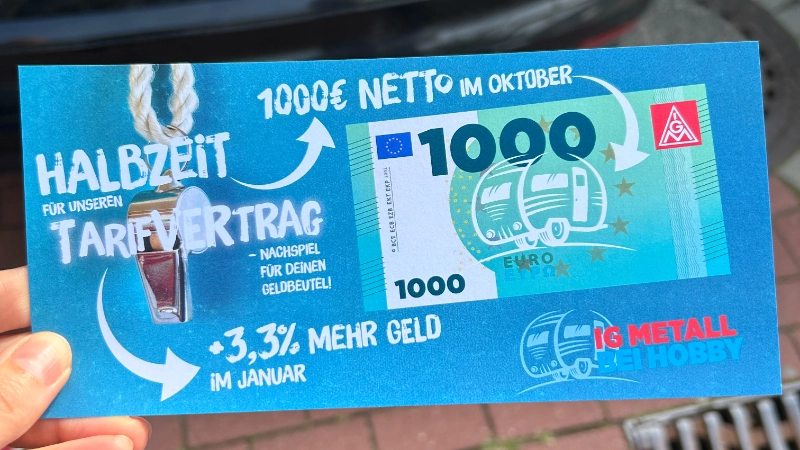 1000€ NETTO IM OKTOBER
HALBZEIT
FÜR UNSEREN
TARIFVERTRAG
– NACHSPIEL
FÜR DEINEN
GELDBEUTEL!
+3,3% MEHR GELD
IM JANUAR
1000
IGM
EURO
1000
IG METALL
BEI HOBBY